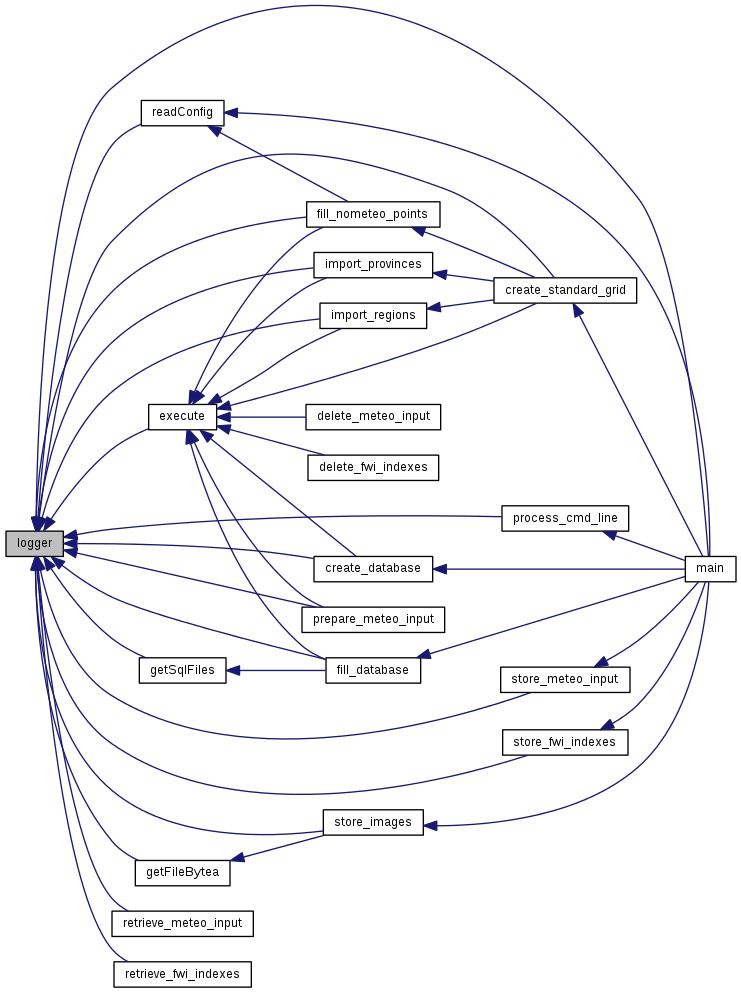 readConfig
fill_nometeo_points
import_provinces
create_standard_grid
import_regions
execute
delete_meteo_input
delete_fwi_indexes
process_cmd_line
logger
create_database
main
prepare_meteo_input
getSqlFiles
fill_database
store_meteo_input
store_fwi_indexes
store_images
getFileBytea
retrieve_meteo_input
retrieve_fwi_indexes